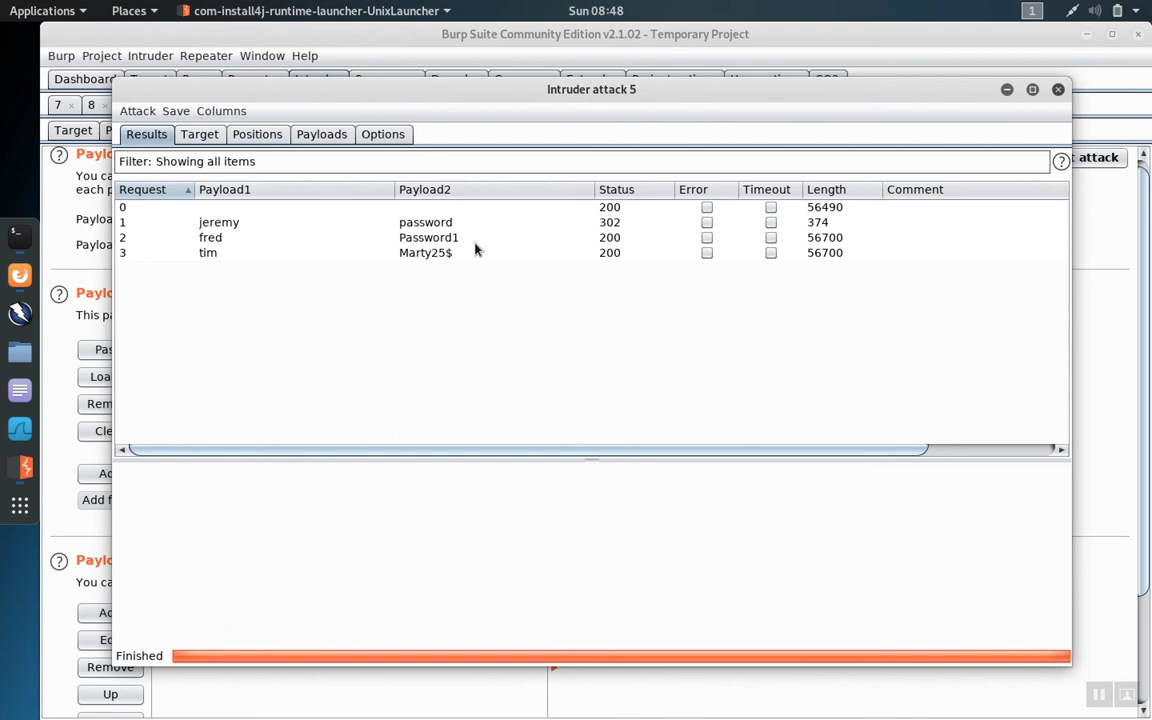 Applications Places com-install4j-runtime-launcher-UnixLauncher Sun 08:48 1
Burp Suite Community Edition v2.1.02 - Temporary Project
Burp Project Intruder Repeater Window Help
Dashboard
Intruder attack 5
7 × 8 ×
Attack Save Columns
Target
Results Target Positions Payloads Options
Filter: Showing all items ?
? Paylo t attack
You ca
each p
Request Payload1 Payload2 Status Error Timeout Length Comment
0 200 56490
Payloa
1 jeremy password 302 374
2 fred Password1 200 56700
Payloa
3 tim Marty25$ 200 56700
? Paylo
This pa
Pas
Loa
Rem
Cle
Ad
Add f
? Paylo
You ca
Ad
Ed
Finished
Remove
Up